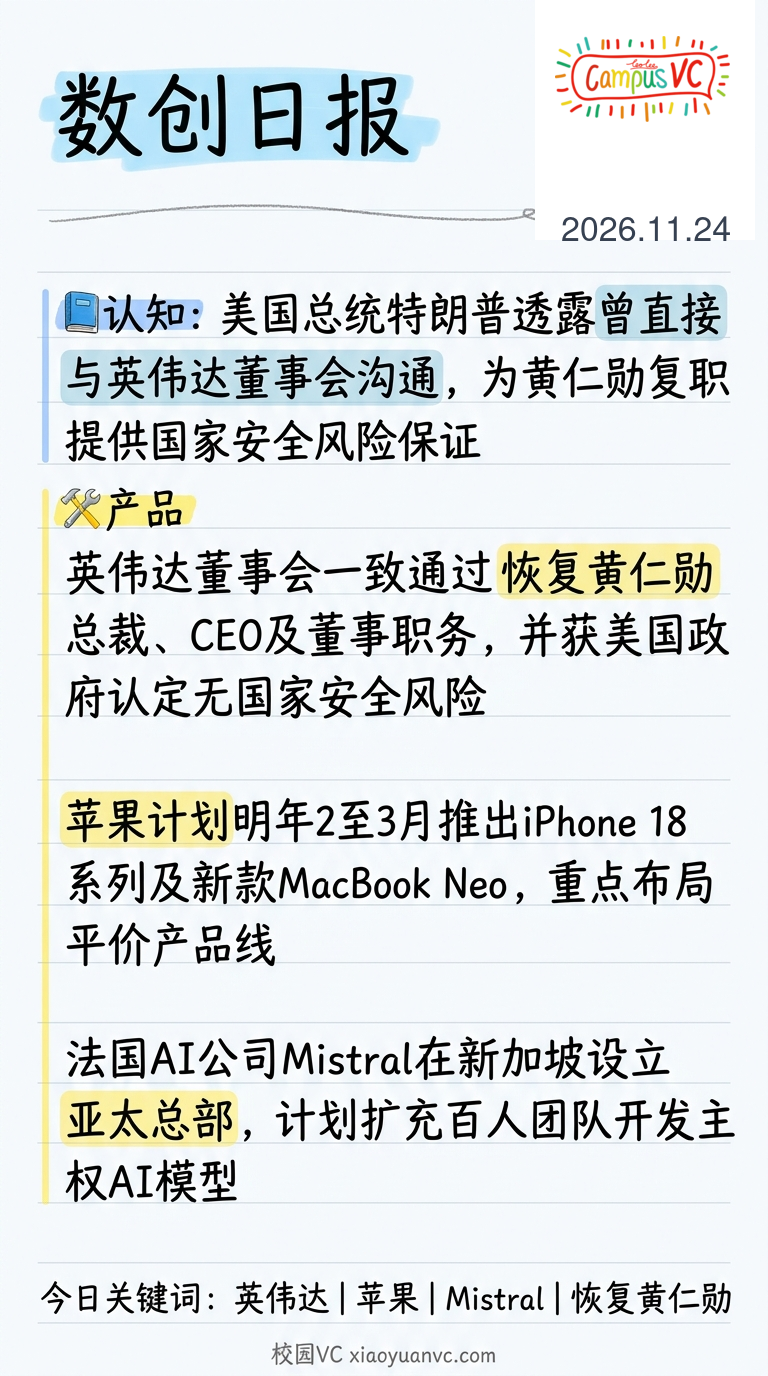 数创日报
leolee
Campus VC
2026.11.24
📘认知：美国总统特朗普透露曾直接
与英伟达董事会沟通，为黄仁勋复职
提供国家安全风险保证
🛠️产品
英伟达董事会一致通过恢复黄仁勋
总裁、CEO及董事职务，并获美国政
府认定无国家安全风险
苹果计划明年2至3月推出iPhone 18
系列及新款MacBook Neo，重点布局
平价产品线
法国AI公司Mistral在新加坡设立
亚太总部，计划扩充百人团队开发主
权AI模型
今日关键词：英伟达 | 苹果 | Mistral | 恢复黄仁勋
校园VC xiaoyuanvc.com